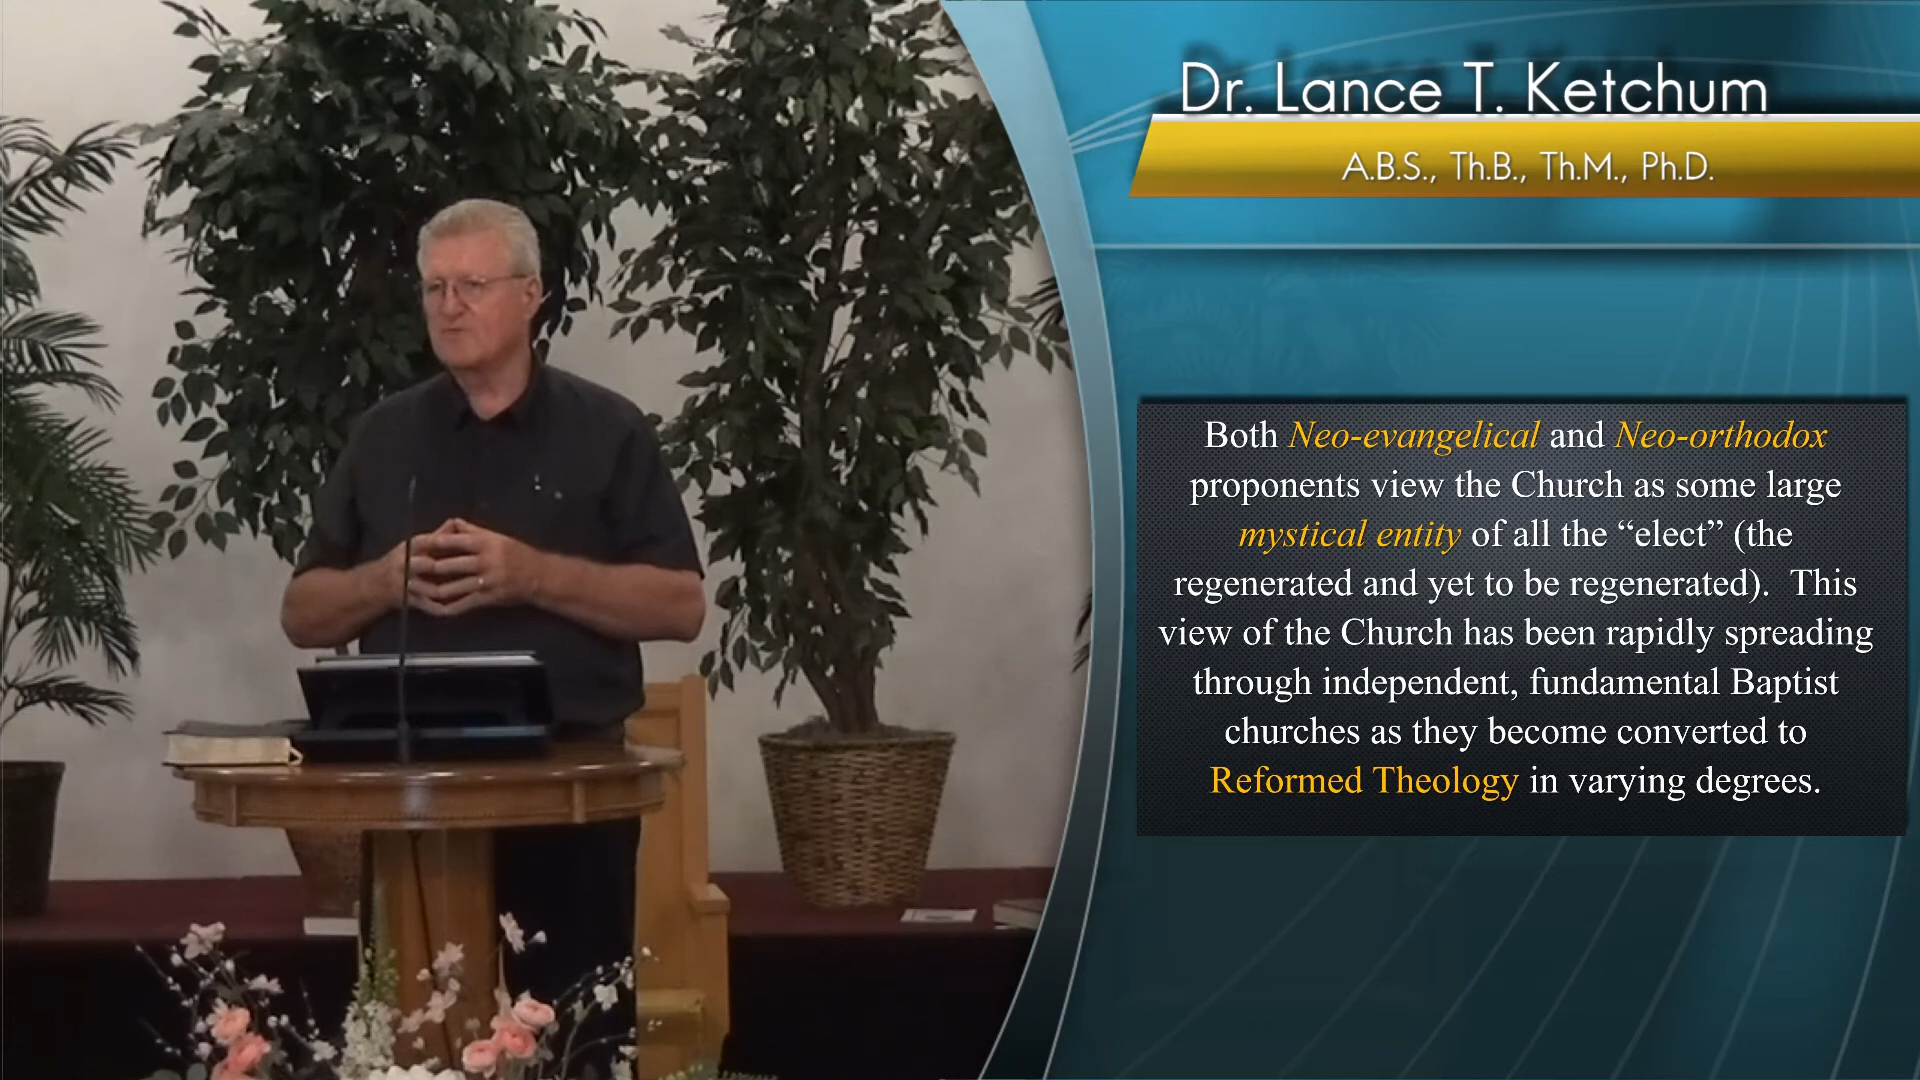 Dr. Lance T. Ketchum
A.B.S., Th.B., Th.M., Ph.D.
Both Neo-evangelical and Neo-orthodox
proponents view the Church as some large
mystical entity of all the “elect” (the
regenerated and yet to be regenerated).  This
view of the Church has been rapidly spreading
through independent, fundamental Baptist
churches as they become converted to
Reformed Theology in varying degrees.